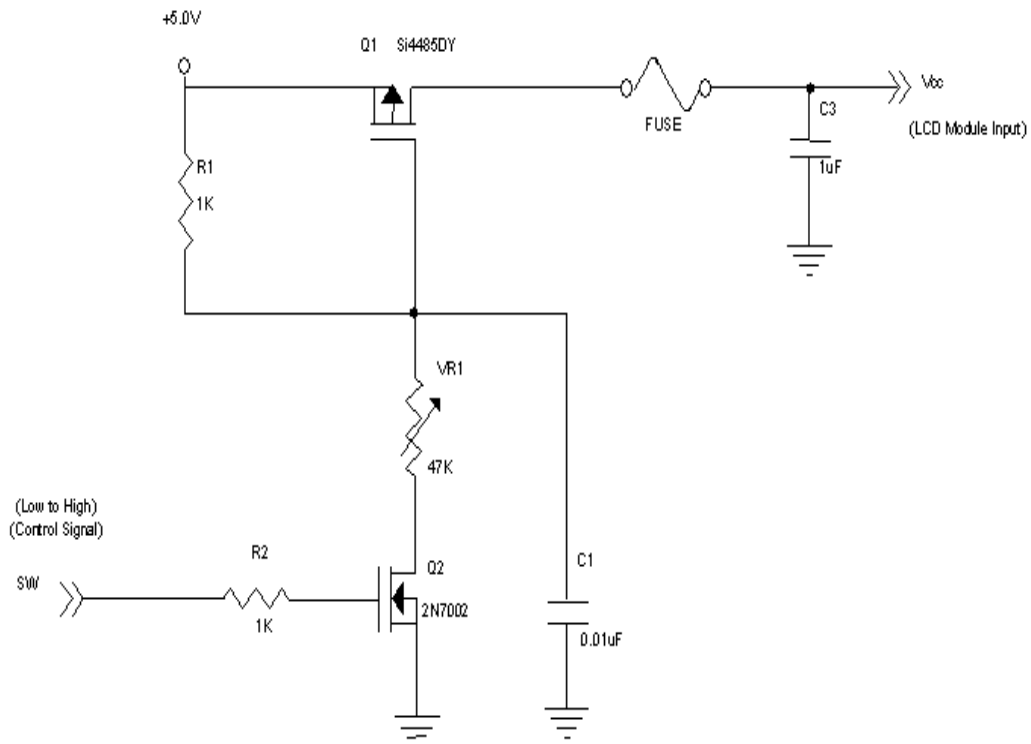 +5.0V
Q1 Si4485DY
FUSE
Vcc
(LCD Module Input)
C3
1uF
R1
1K
VR1
47K
(Low to High)
(Control Signal)
SW
R2
1K
Q2
2N7002
C1
0.01uF